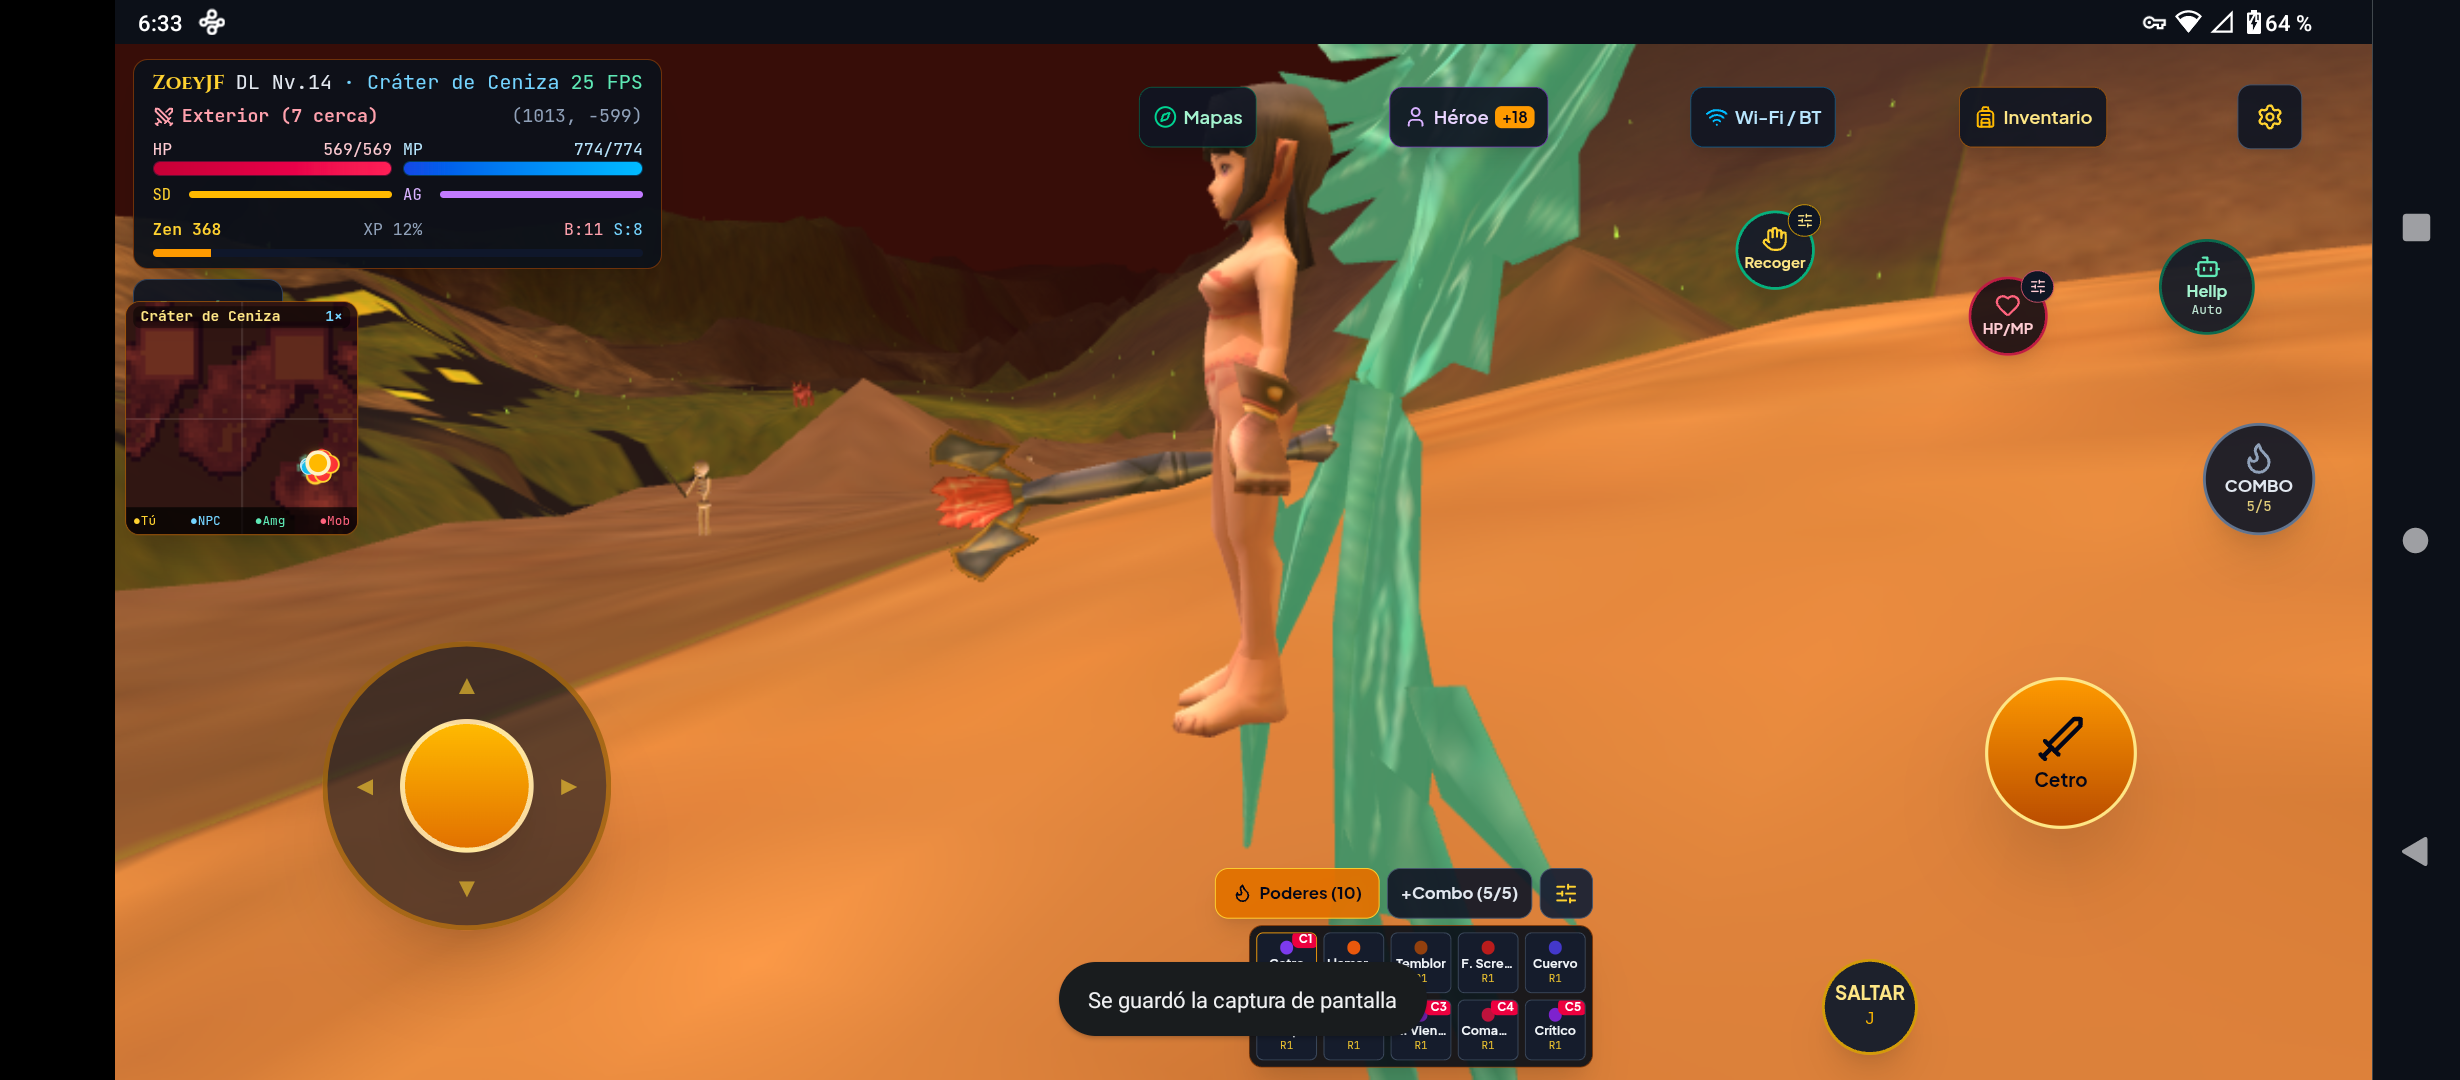 6:33
64 %
ZOEYJF DL Nv.14 · Cráter de Ceniza 25 FPS
Exterior (7 cerca) (1013, -599)
HP 569/569 MP 774/774
SD AG
Zen 368 XP 12% B:11 S:8
Mapas
Héroe +18
Wi-Fi / BT
Inventario
Recoger
HP/MP
Hellp
Auto
Cráter de Ceniza 1×
Tú NPC Amg Mob
COMBO
5/5
Cetro
Poderes (10)
+Combo (5/5)
C1
Temblor F. Scre... Cuervo
R1 R1
Se guardó la captura de pantalla
C3 C4 C5
Coma... Crítico
R1 R1 R1 R1 R1
SALTAR
J